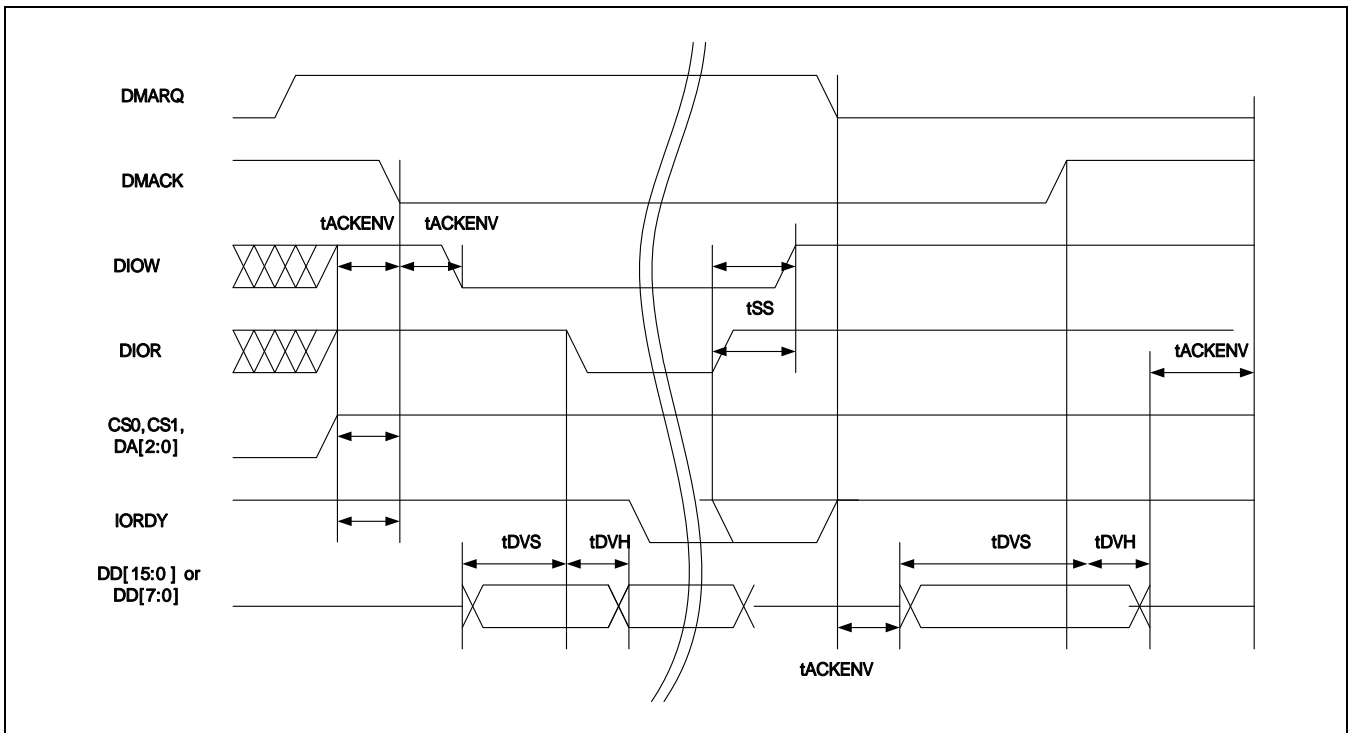 DMARQ
DMACK
tACKENV tACKENV
DIOW
tSS
DIOR
tACKENV
CS0, CS1,
DA[2:0]
IORDY
tDVS tDVH tDVS tDVH
DD[15:0 ] or
DD[7:0]
tACKENV